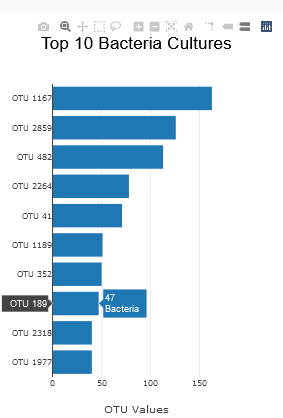 Top 10 Bacteria Cultures
OTU 1167
OTU 2859
OTU 482
OTU 2264
OTU 41
OTU 1189
OTU 352
OTU 189
47
Bacteria
OTU 2318
OTU 1977
0 50 100 150
OTU Values